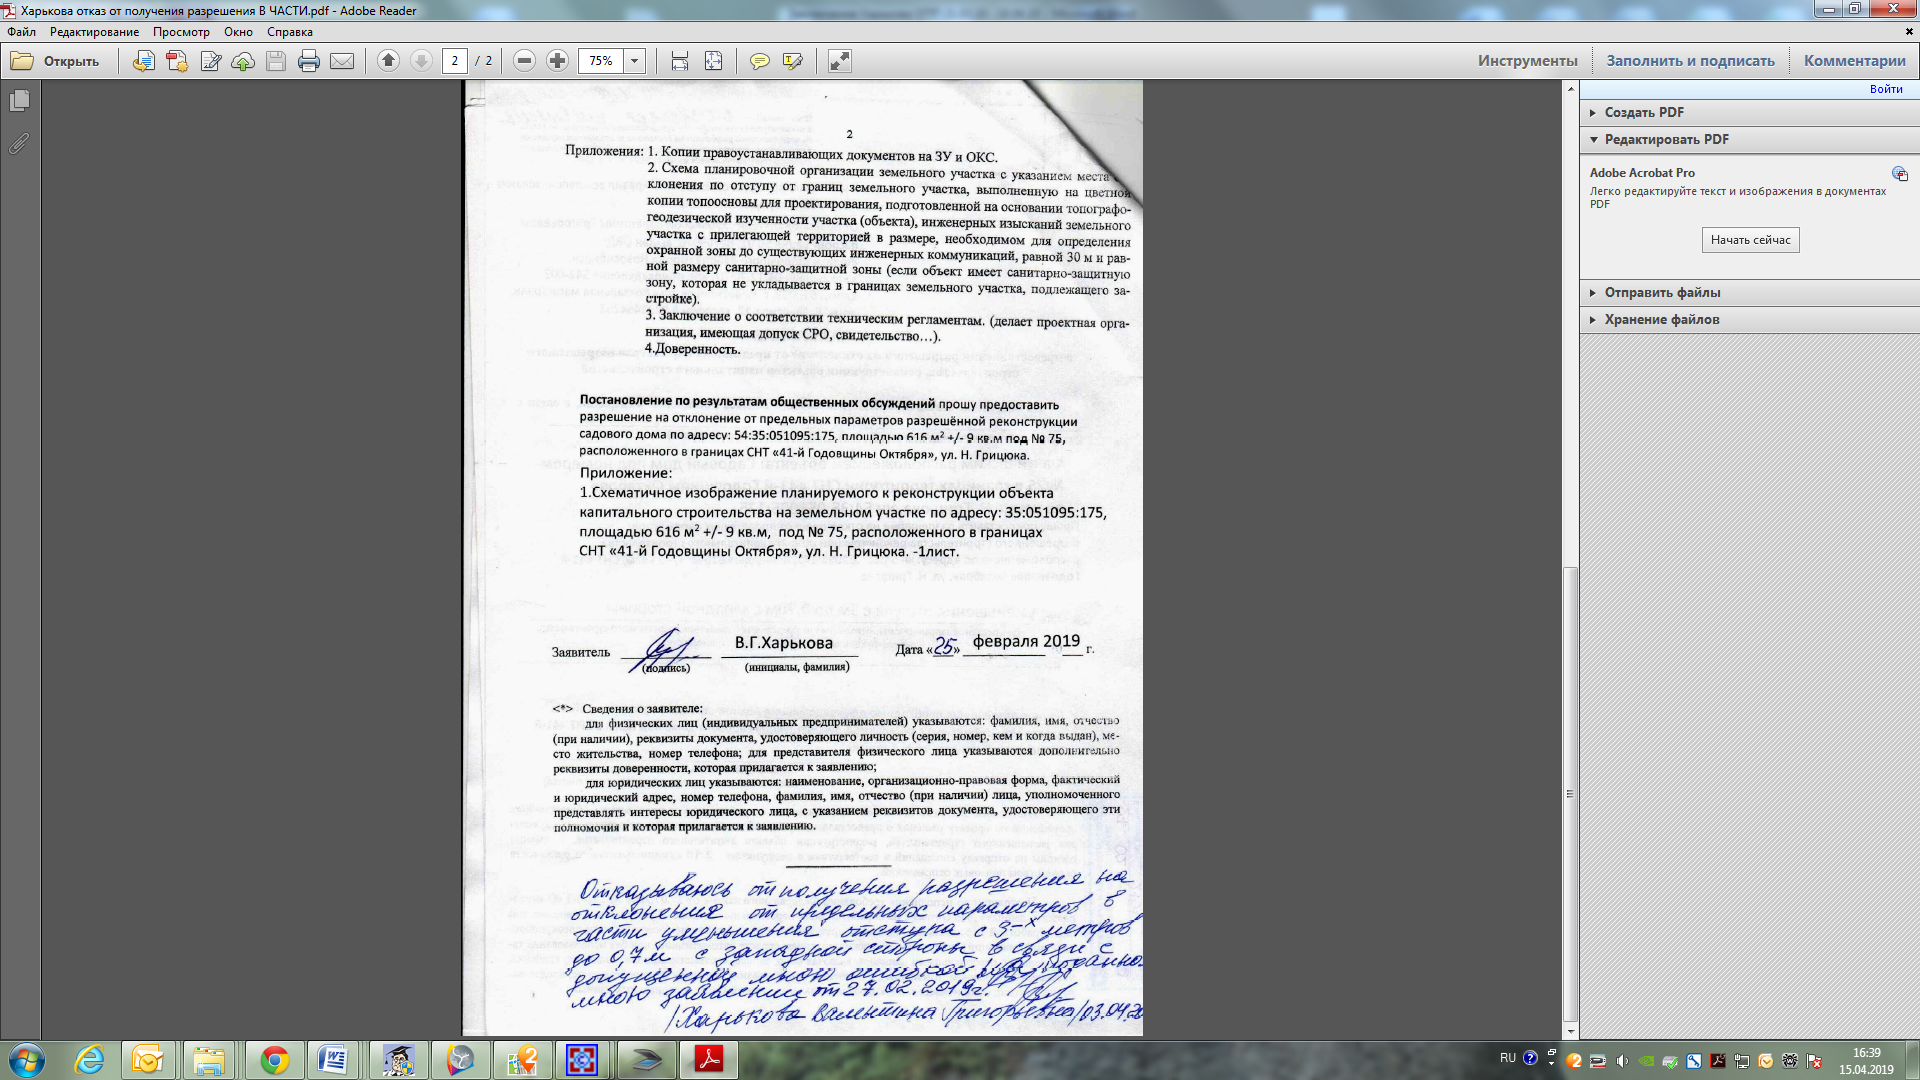 Харькова отказ от получения разрешения В ЧАСТИ.pdf - Adobe Reader
Файл Редактирование Просмотр Окно Справка
Открыть 2 / 2 75% Инструменты Заполнить и подписать Комментарии
Войти
Создать PDF
Редактировать PDF
Adobe Acrobat Pro
Легко редактируйте текст и изображения в документах
PDF
Начать сейчас
Отправить файлы
Хранение файлов
2
Приложения: 1. Копии правоустанавливающих документов на ЗУ и ОКС.
2. Схема планировочной организации земельного участка с указанием места
клонения по отступу от границ земельного участка, выполненную на цветной
копии топоосновы для проектирования, подготовленной на основании топографо-
геодезической изученности участка (объекта), инженерных изысканий земельного
участка с прилегающей территорией в размере, необходимом для определения
охранной зоны до существующих инженерных коммуникаций, равной 30 м и рав-
ной размеру санитарно-защитной зоны (если объект имеет санитарно-защитную
зону, которая не укладывается в границах земельного участка, подлежащего за-
стройке).
3. Заключение о соответствии техническим регламентам. (делает проектная орга-
низация, имеющая допуск СРО, свидетельство…).
4.Доверенность.
Постановление по результатам общественных обсуждений прошу предоставить
разрешение на отклонение от предельных параметров разрешённой реконструкции
садового дома по адресу: 54:35:051095:175, площадью 616 м² +/- 9 кв.м под № 75,
расположенного в границах СНТ «41-й Годовщины Октября», ул. Н. Грицюка.
Приложение:
1.Схематичное изображение планируемого к реконструкции объекта
капитального строительства на земельном участке по адресу: 35:051095:175,
площадью 616 м² +/- 9 кв.м, под № 75, расположенного в границах
СНТ «41-й Годовщины Октября», ул. Н. Грицюка. -1лист.
Заявитель В.Г.Харькова Дата «25» февраля 2019 г.
(подпись) (инициалы, фамилия)
<*> Сведения о заявителе:
для физических лиц (индивидуальных предпринимателей) указываются: фамилия, имя, отчество
(при наличии), реквизиты документа, удостоверяющего личность (серия, номер, кем и когда выдан), ме-
сто жительства, номер телефона; для представителя физического лица указываются дополнительно
реквизиты доверенности, которая прилагается к заявлению;
для юридических лиц указываются: наименование, организационно-правовая форма, фактический
и юридический адрес, номер телефона, фамилия, имя, отчество (при наличии) лица, уполномоченного
представлять интересы юридического лица, с указанием реквизитов документа, удостоверяющего эти
полномочия и которая прилагается к заявлению.
Отказываюсь от получения разрешения на
отклонения от предельных параметров в
части уменьшения отступа с 3-х метров
до 0,7м с западной стороны в связи с
допущенной мною ошибкой
мною заявлении от 27.02.2019г.
/Харькова Валентина Григорьевна/03.04.20
RU
16:39
15.04.2019